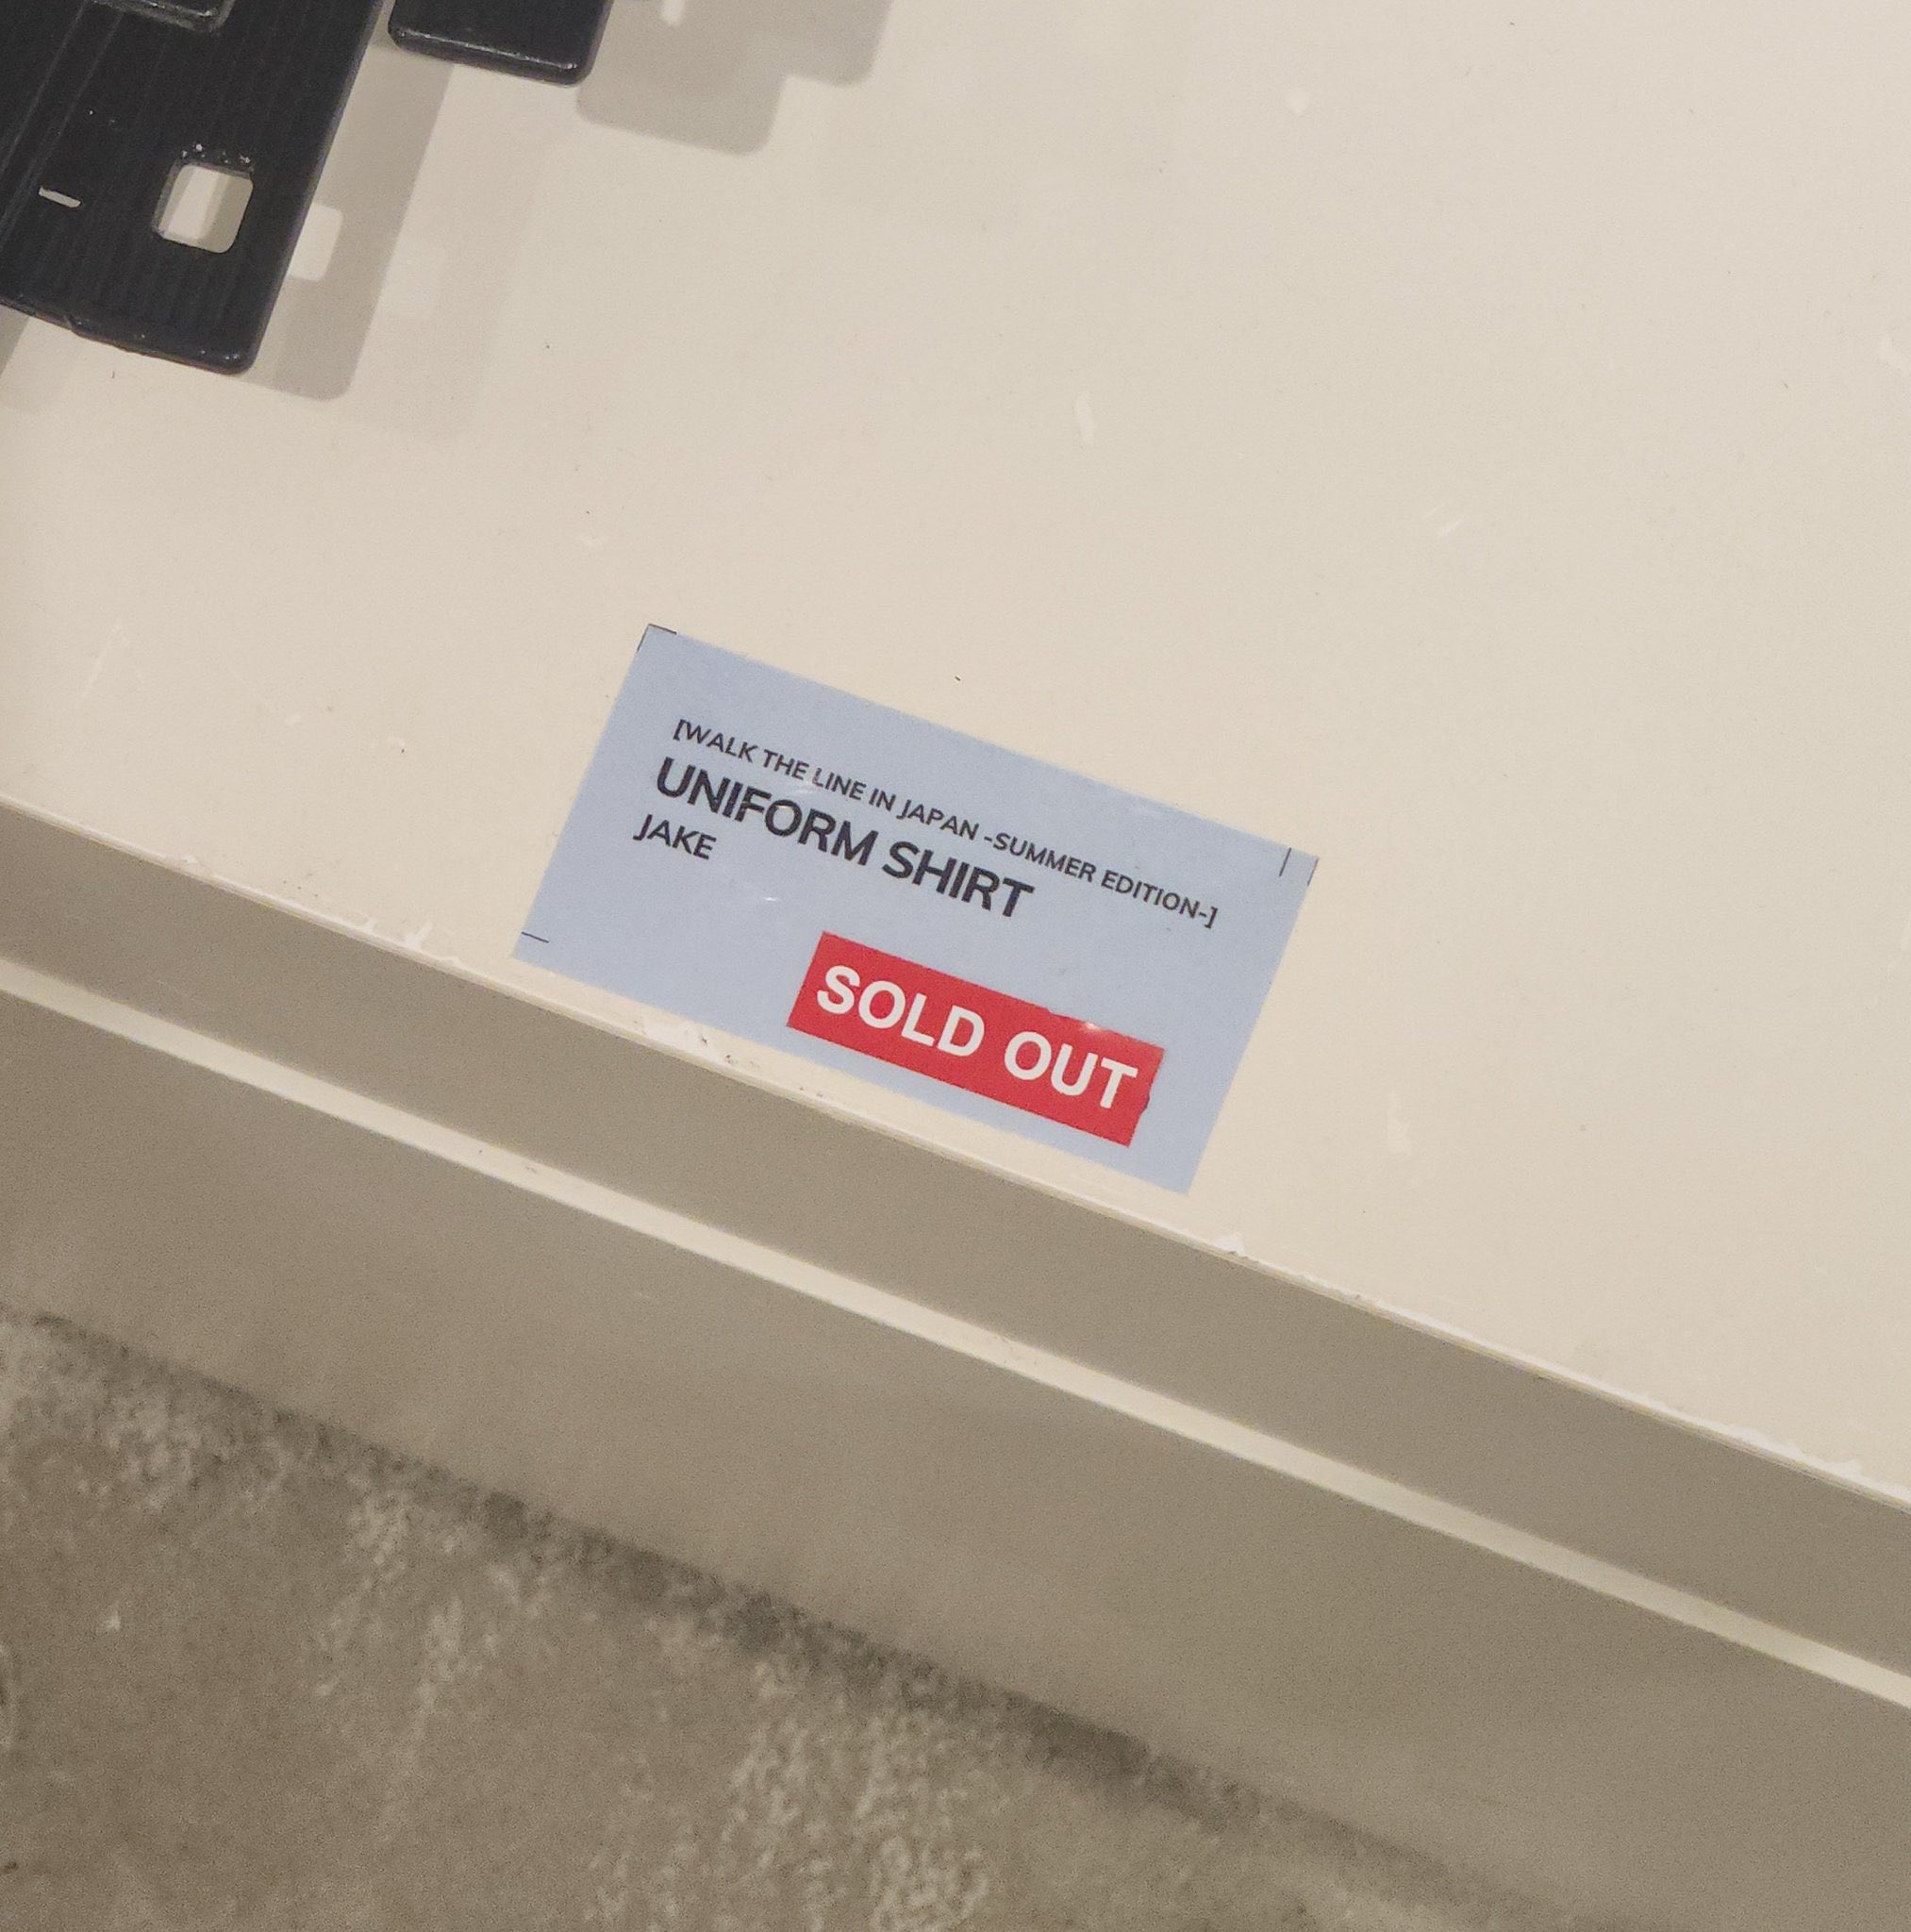 [WALK THE LINE IN JAPAN -SUMMER EDITION-]
UNIFORM SHIRT
JAKE
SOLD OUT